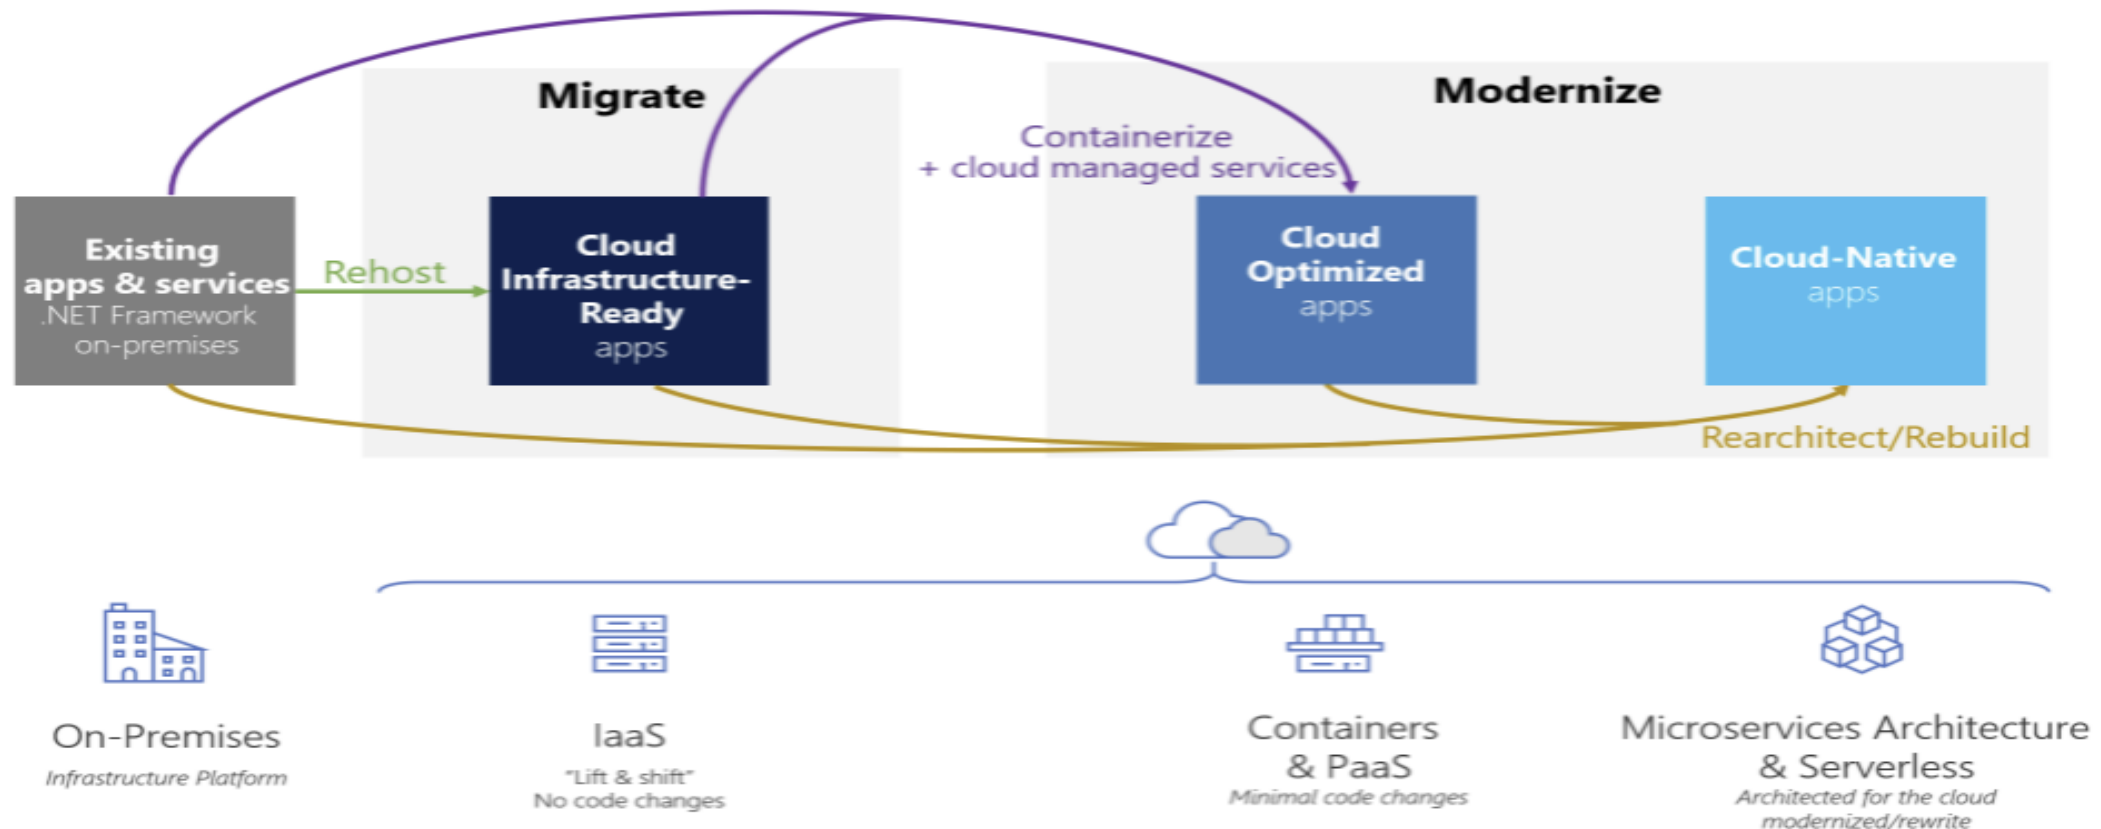 Migrate
Modernize
Containerize
+ cloud managed services
Existing
apps & services
.NET Framework
on-premises
Rehost
Cloud
Infrastructure-
Ready
apps
Cloud
Optimized
apps
Cloud-Native
apps
Rearchitect/Rebuild
On-Premises
Infrastructure Platform
IaaS
"Lift & shift"
No code changes
Containers
& PaaS
Minimal code changes
Microservices Architecture
& Serverless
Architected for the cloud
modernized/rewrite